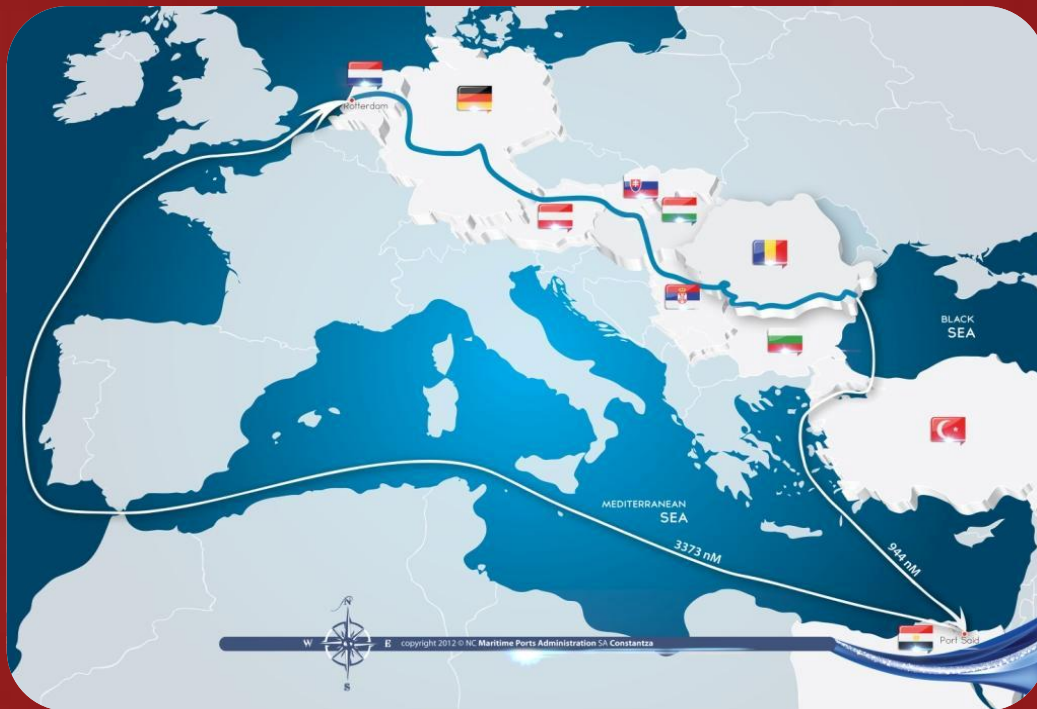 Rotterdam
BLACK
SEA
MEDITERRANEAN
SEA
3373 nM
944 nM
Port Said
N
W
E
S
copyright 2012 © NC Maritime Ports Administration SA Constantza